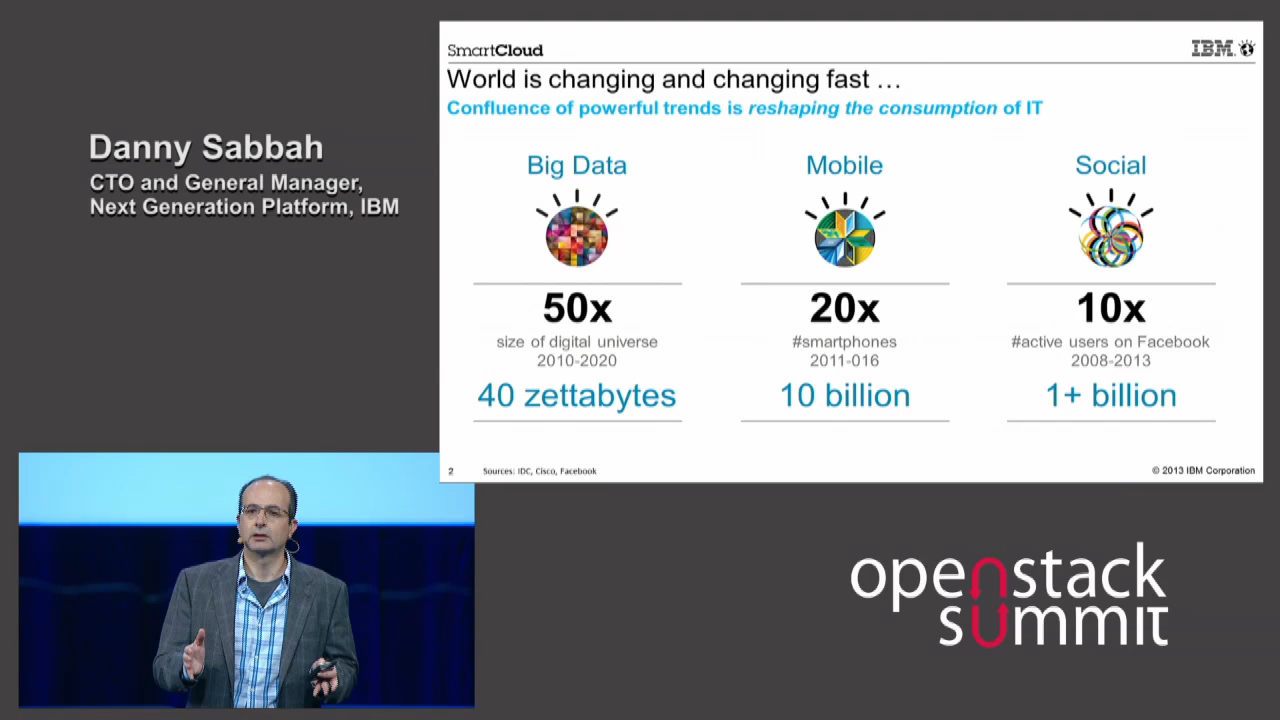 Danny Sabbah
CTO and General Manager,
Next Generation Platform, IBM
SmartCloud
IBM
World is changing and changing fast …
Confluence of powerful trends is reshaping the consumption of IT
Big Data
50x
size of digital universe
2010-2020
40 zettabytes
Mobile
20x
#smartphones
2011-016
10 billion
Social
10x
#active users on Facebook
2008-2013
1+ billion
2
Sources: IDC, Cisco, Facebook
© 2013 IBM Corporation
openstack
summit